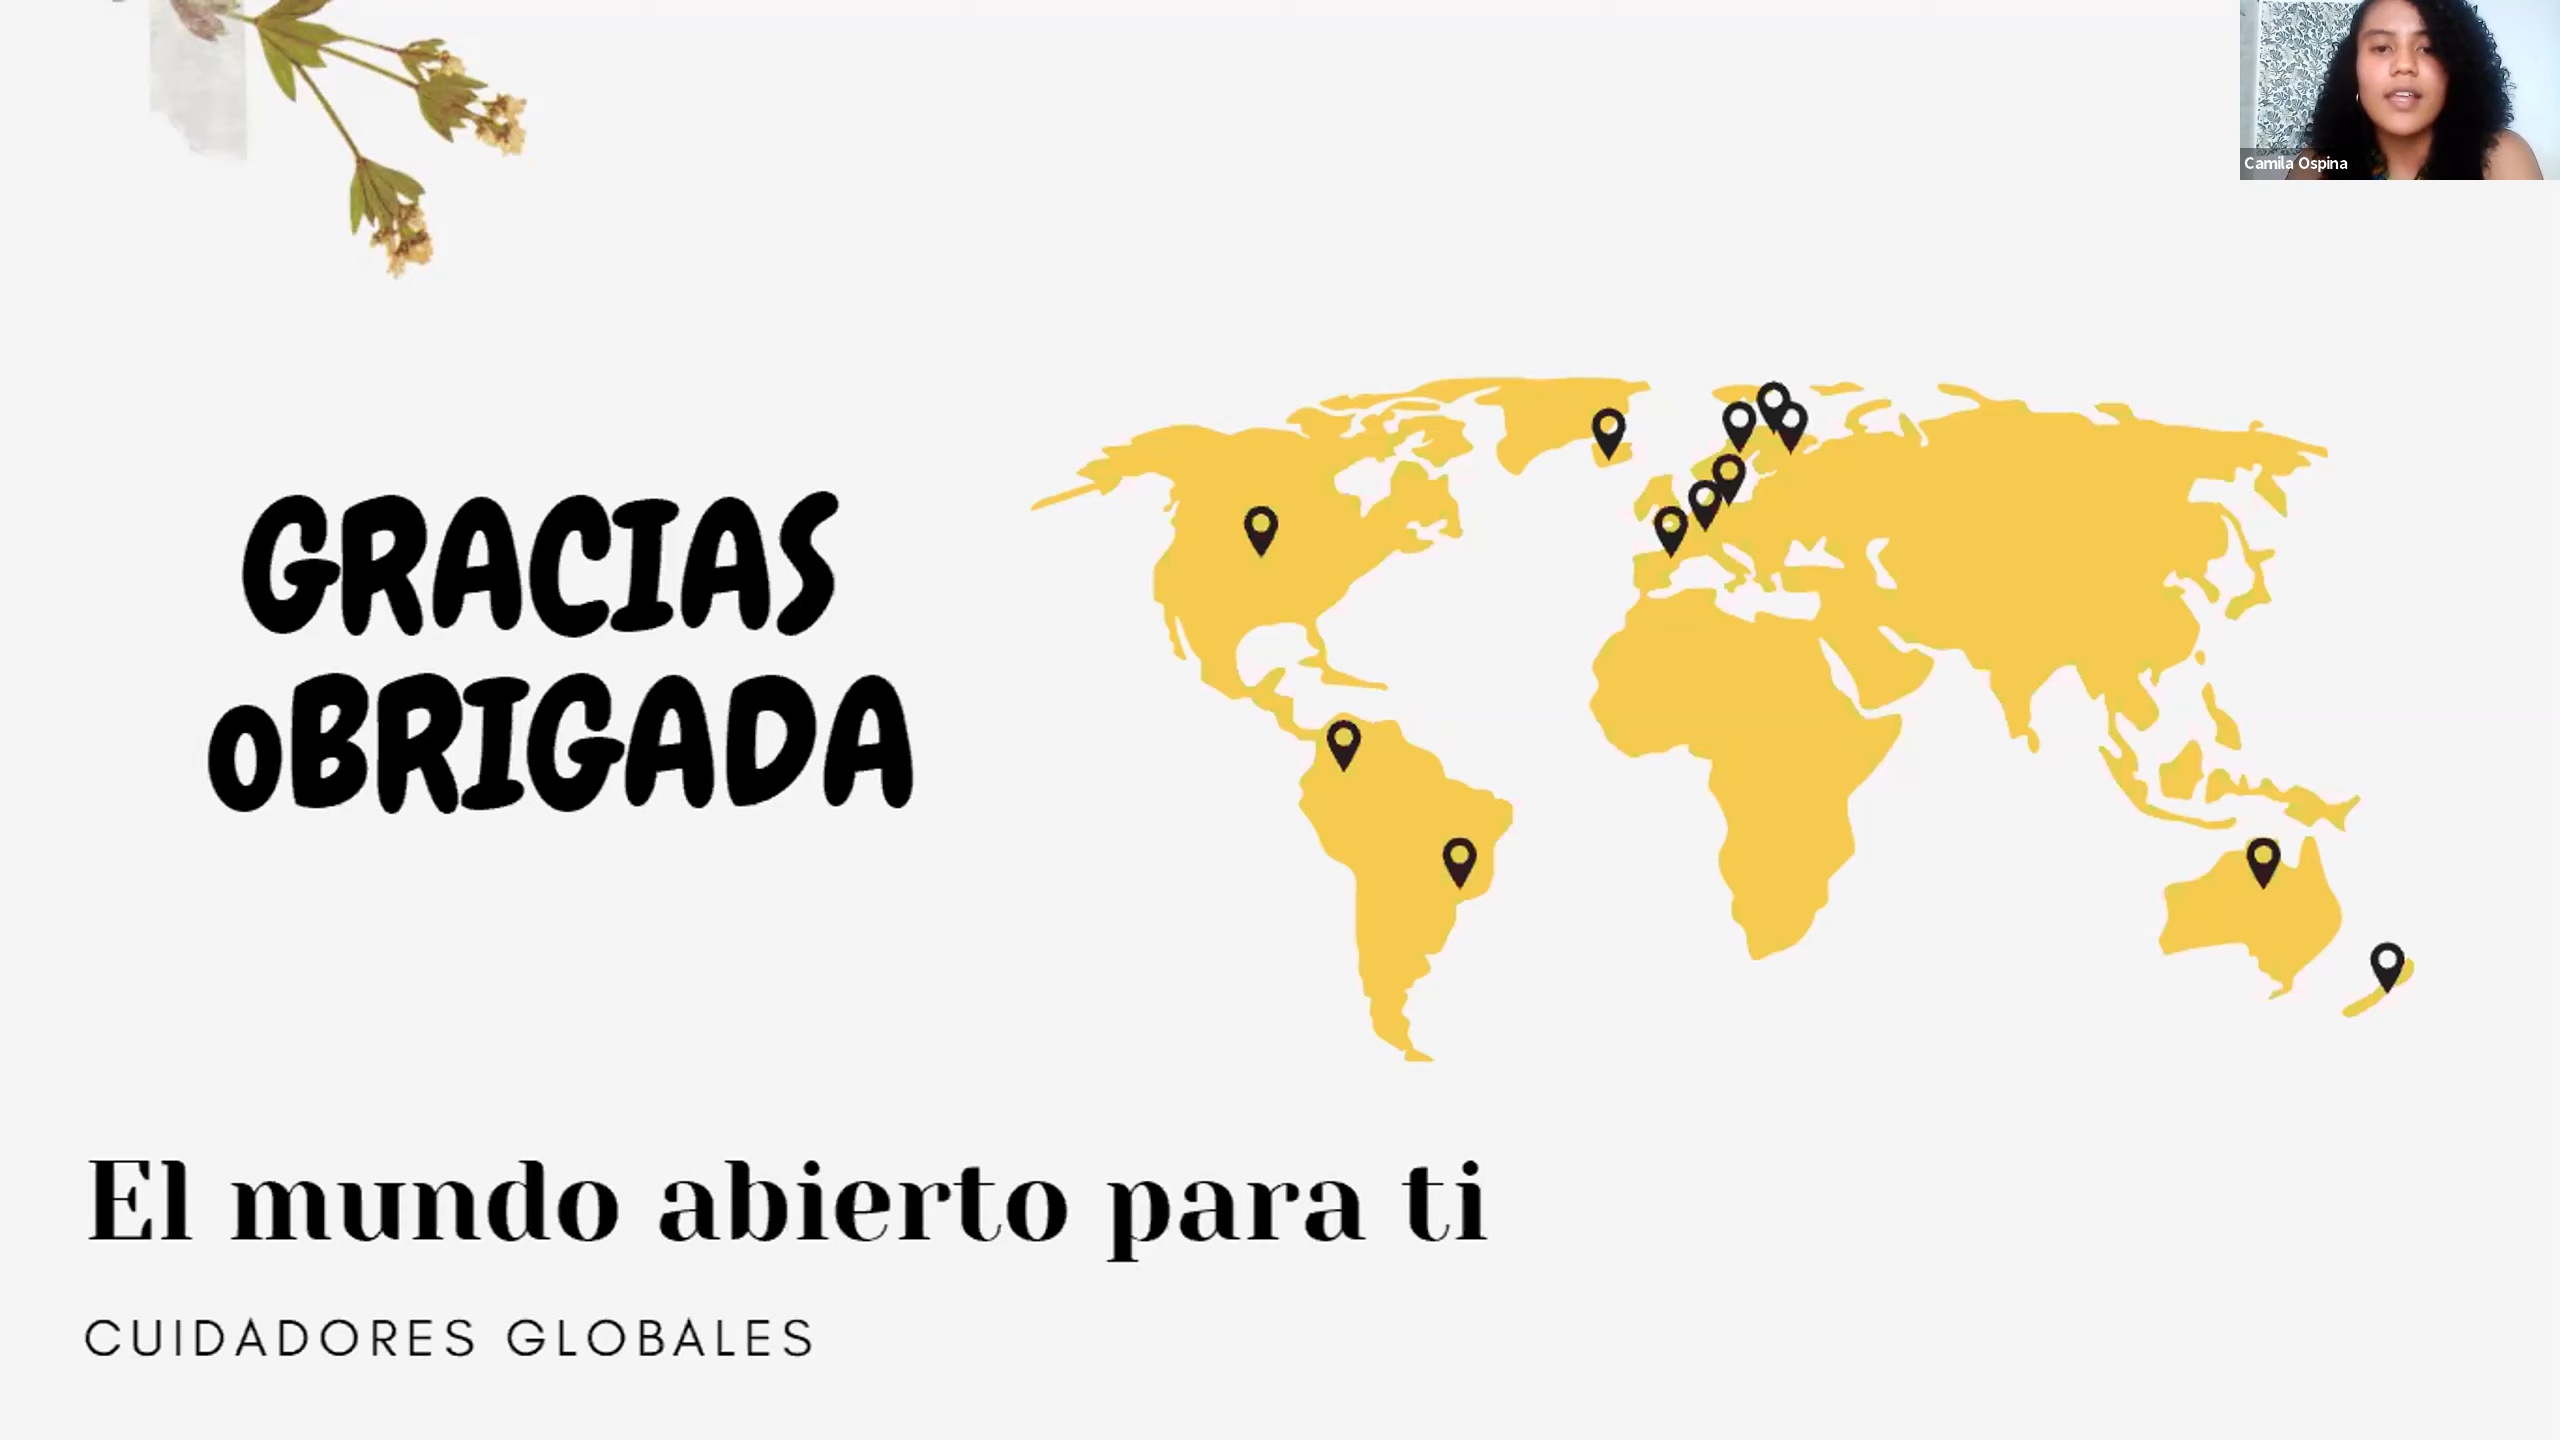 Camila Ospina
GRACIAS
oBRIGADA
El mundo abierto para ti
CUIDADORES GLOBALES